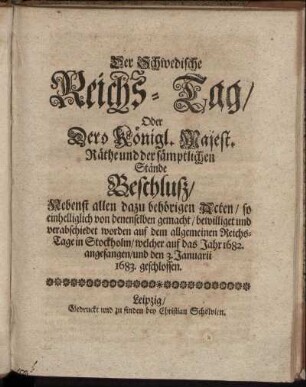 Der Schwedische
Reichs-Tag/
Oder
Dero Königl. Majest.
Räthe und der sämptlichen
Stände
Beschluß/
Nebenst allen dazu behörigen Acten/ so
einhelliglich von denenselben gemacht/ bewilliget und
verabschiedet worden auf dem allgemeinen Reichs-
Tage in Stockholm/ welcher auf das Jahr 1682.
angefangen/ und den 3. Januarii
1683. geschlossen.
Leipzig/
Gedruckt und zu finden bey Christian